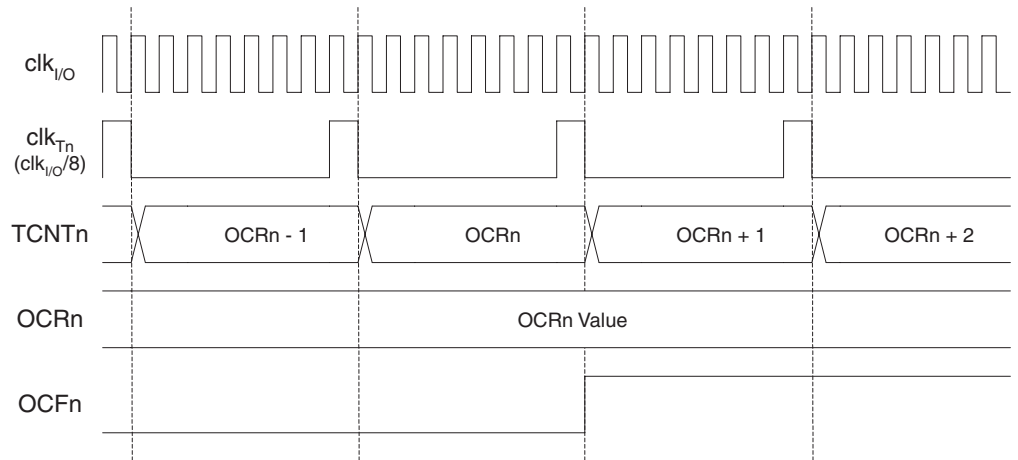 clkI/O
clkTn
(clkI/O/8)
TCNTn
OCRn - 1
OCRn
OCRn + 1
OCRn + 2
OCRn
OCRn Value
OCFn